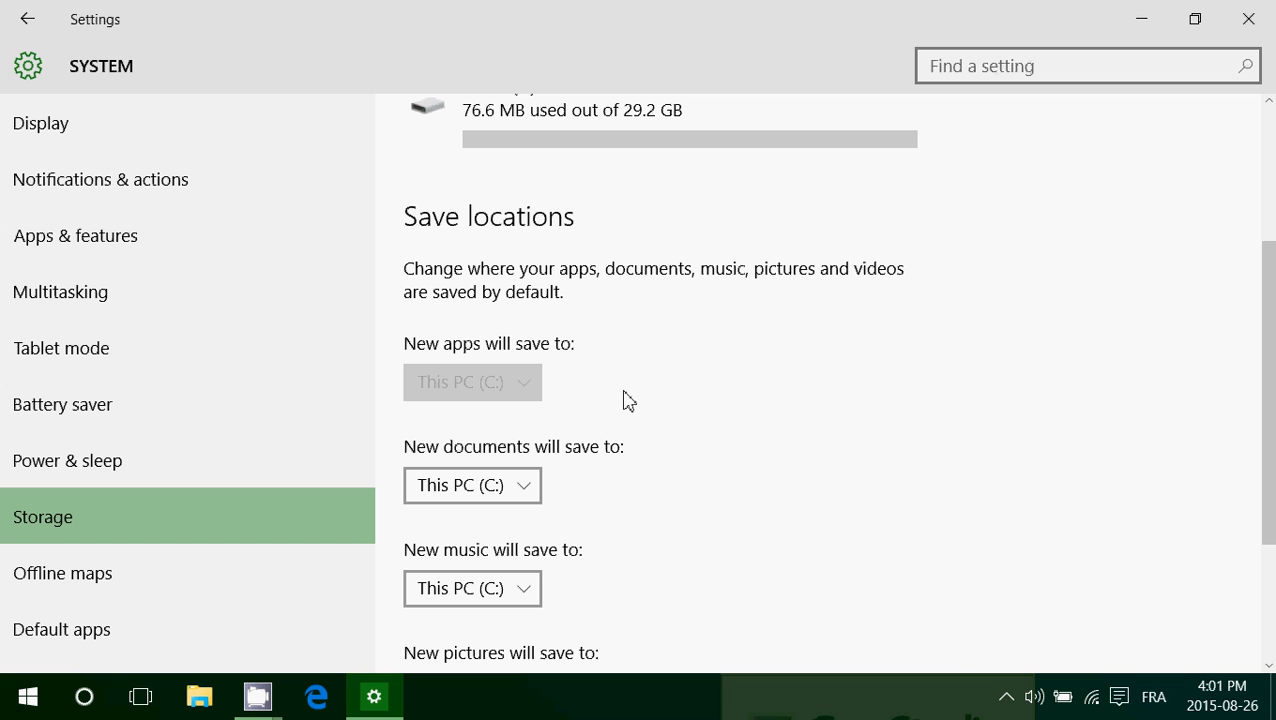 Settings
SYSTEM
Find a setting
Display
Notifications & actions
Apps & features
Multitasking
Tablet mode
Battery saver
Power & sleep
Storage
Offline maps
Default apps
76.6 MB used out of 29.2 GB
Save locations
Change where your apps, documents, music, pictures and videos
are saved by default.
New apps will save to:
This PC (C:)
New documents will save to:
This PC (C:)
New music will save to:
This PC (C:)
New pictures will save to:
FRA
4:01 PM
2015-08-26